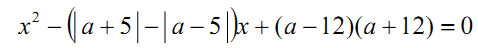 x² − (|a + 5| − |a − 5|)x + (a − 12)(a + 12) = 0